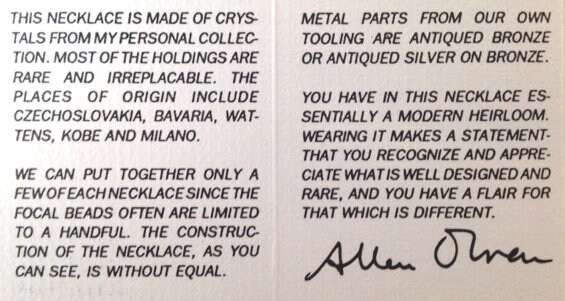 THIS NECKLACE IS MADE OF CRYS-
TALS FROM MY PERSONAL COLLEC-
TION. MOST OF THE HOLDINGS ARE
RARE AND IRREPLACABLE. THE
PLACES OF ORIGIN INCLUDE
CZECHOSLOVAKIA, BAVARIA, WAT-
TENS, KOBE AND MILANO.
WE CAN PUT TOGETHER ONLY A
FEW OF EACH NECKLACE SINCE THE
FOCAL BEADS OFTEN ARE LIMITED
TO A HANDFUL. THE CONSTRUC-
TION OF THE NECKLACE, AS YOU
CAN SEE, IS WITHOUT EQUAL.
METAL PARTS FROM OUR OWN
TOOLING ARE ANTIQUED BRONZE
OR ANTIQUED SILVER ON BRONZE.
YOU HAVE IN THIS NECKLACE ES-
SENTIALLY A MODERN HEIRLOOM.
WEARING IT MAKES A STATEMENT-
THAT YOU RECOGNIZE AND APPRE-
CIATE WHAT IS WELL DESIGNED AND
RARE, AND YOU HAVE A FLAIR FOR
THAT WHICH IS DIFFERENT.
Allen